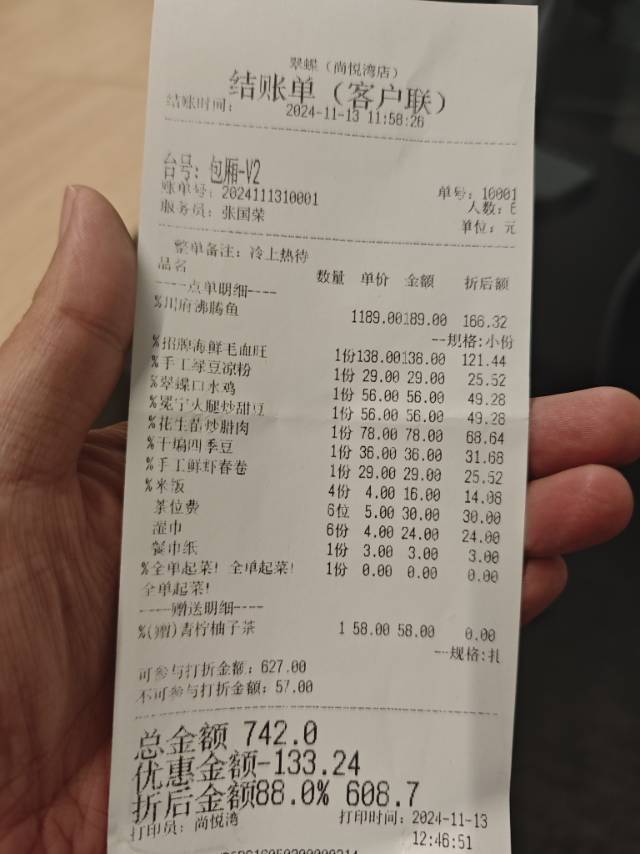 翠蝶（尚悦湾店）
结账单（客户联）
结账时间： 2024-11-13 11:58:26
台号：包厢-V2
账单号：2024111310001 单号：10001
服务员：张国荣 人数：6
单位：元
整单备注：冷上热待
品名 数量 单价 金额 折后额
----点单明细----
%川府沸腾鱼 1189.00189.00 166.32
--规格:小份
%招牌海鲜毛血旺 1份138.00138.00 121.44
%手工绿豆凉粉 1份 29.00 29.00 25.52
%翠蝶口水鸡 1份 56.00 56.00 49.28
%冕宁火腿炒甜豆 1份 56.00 56.00 49.28
%花生苗炒腊肉 1份 78.00 78.00 68.64
%干煸四季豆 1份 36.00 36.00 31.68
%手工鲜虾春卷 1份 29.00 29.00 25.52
%米饭 4份 4.00 16.00 14.08
茶位费 6位 5.00 30.00 30.00
湿巾 6份 4.00 24.00 24.00
餐巾纸 1份 3.00 3.00 3.00
%全单起菜！全单起菜！ 1份 0.00 0.00 0.00
全单起菜！
----赠送明细----
%(赠)青柠柚子茶 1 58.00 58.00 0.00
--规格:扎
可参与打折金额：627.00
不可参与打折金额：57.00
总金额 742.0
优惠金额-133.24
折后金额88.0% 608.7
打印员：尚悦湾 打印时间：2024-11-13
12:46:51